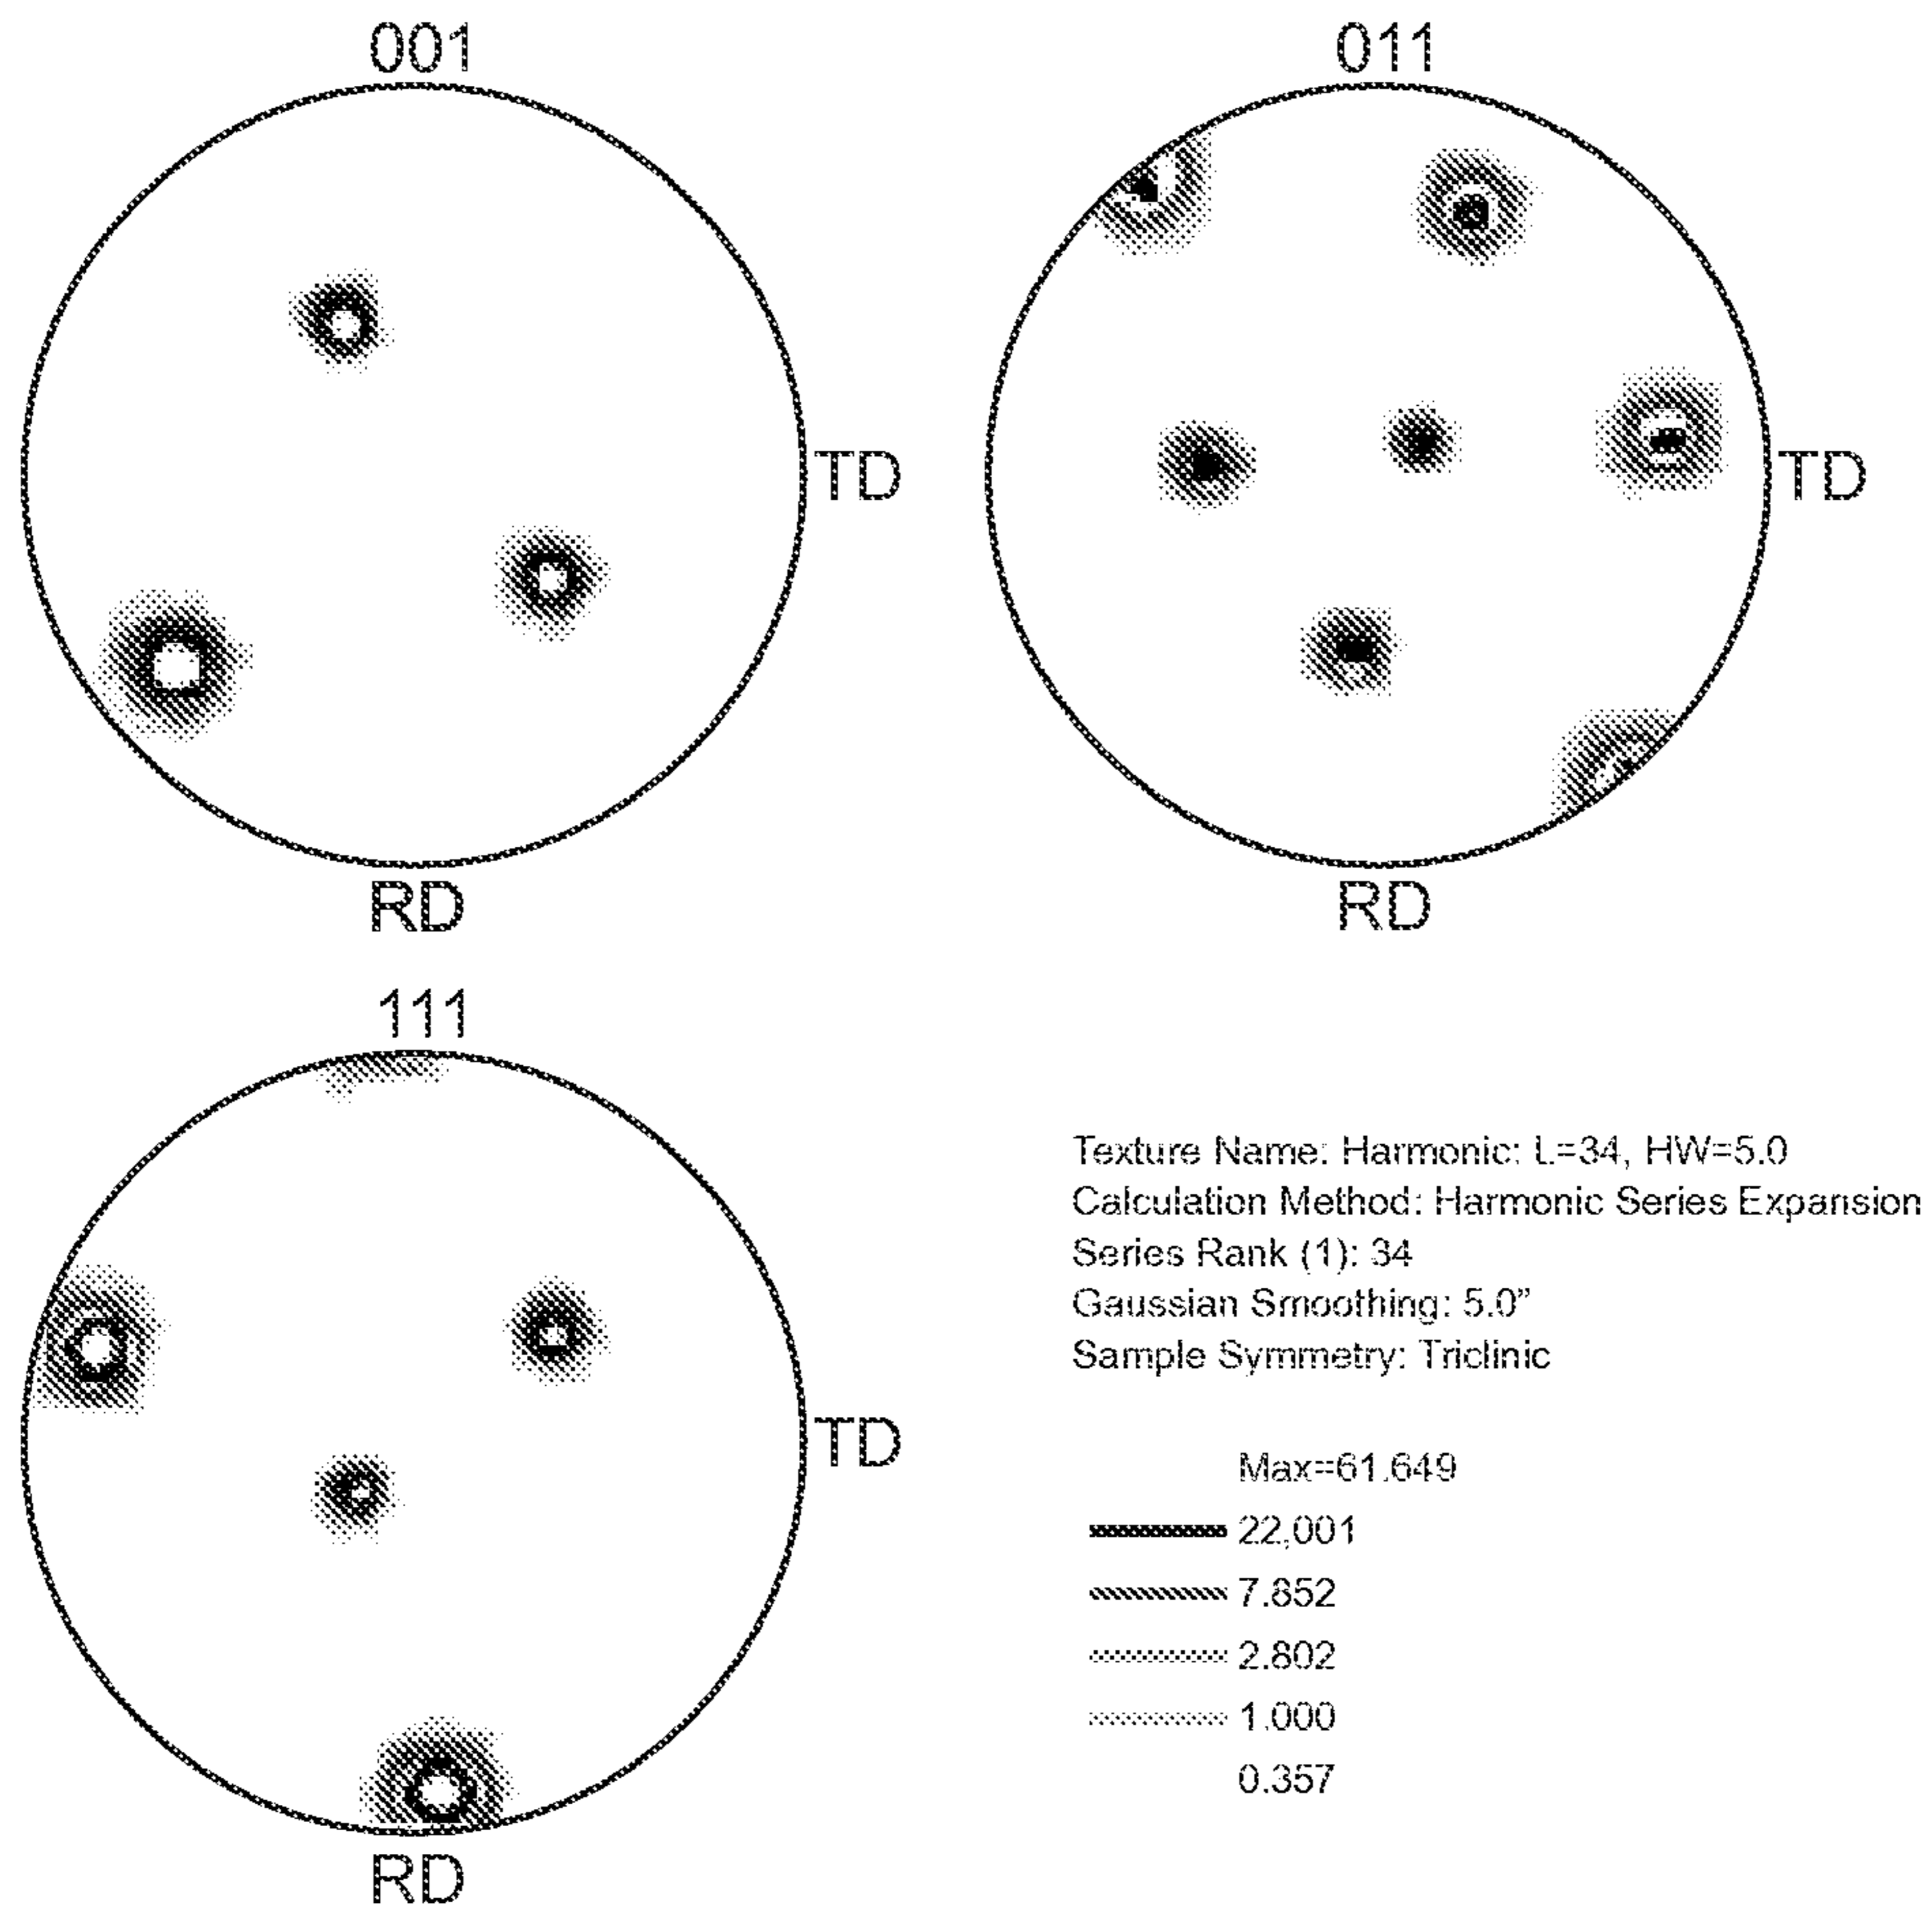 001
011
TD
TD
RD
RD
111
TD
RD
Texture Name: Harmonic: L=34, HW=5.0
Calculation Method: Harmonic Series Expansion
Series Rank (1): 34
Gaussian Smoothing: 5.0”
Sample Symmetry: Triclinic
Max=61.649
22,001
7.852
2.802
1.000
0.357